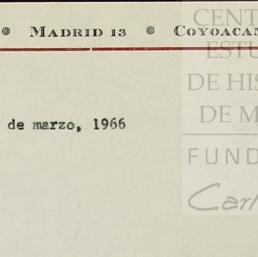 MADRID 13 COYOACAN
de marzo, 1966
CENT
ESTU
DE HIS
DE M
FUND
Carl